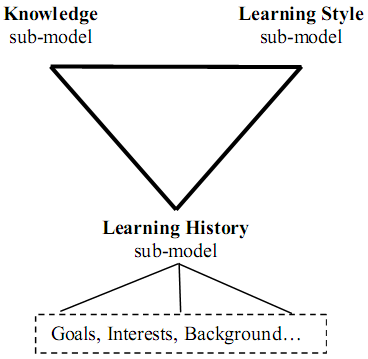 Knowledge
sub-model
Learning Style
sub-model
Learning History
sub-model
Goals, Interests, Background…